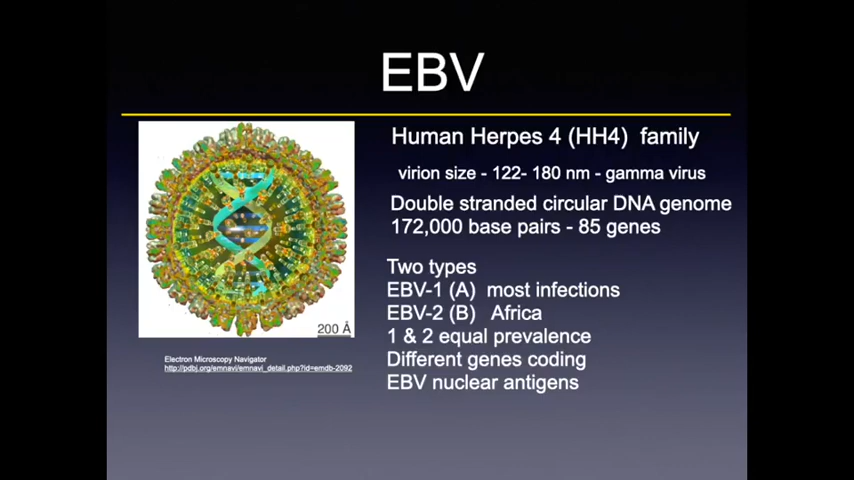 EBV
Human Herpes 4 (HH4) family
virion size - 122- 180 nm - gamma virus
Double stranded circular DNA genome
172,000 base pairs - 85 genes
Two types
EBV-1 (A) most infections
EBV-2 (B) Africa
1 & 2 equal prevalence
Different genes coding
EBV nuclear antigens
200 Å
Electron Microscopy Navigator
http://pdbj.org/emnavi/emnavi_detail.php?id=emdb-2092